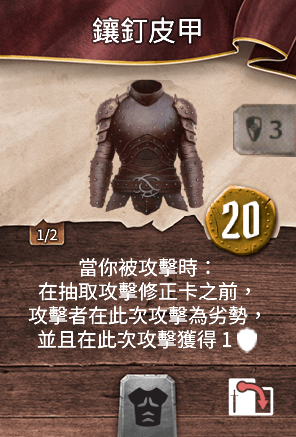 鑲釘皮甲
3
20
1/2
當你被攻擊時：
在抽取攻擊修正卡之前，
攻擊者在此次攻擊為劣勢，
並且在此次攻擊獲得 1